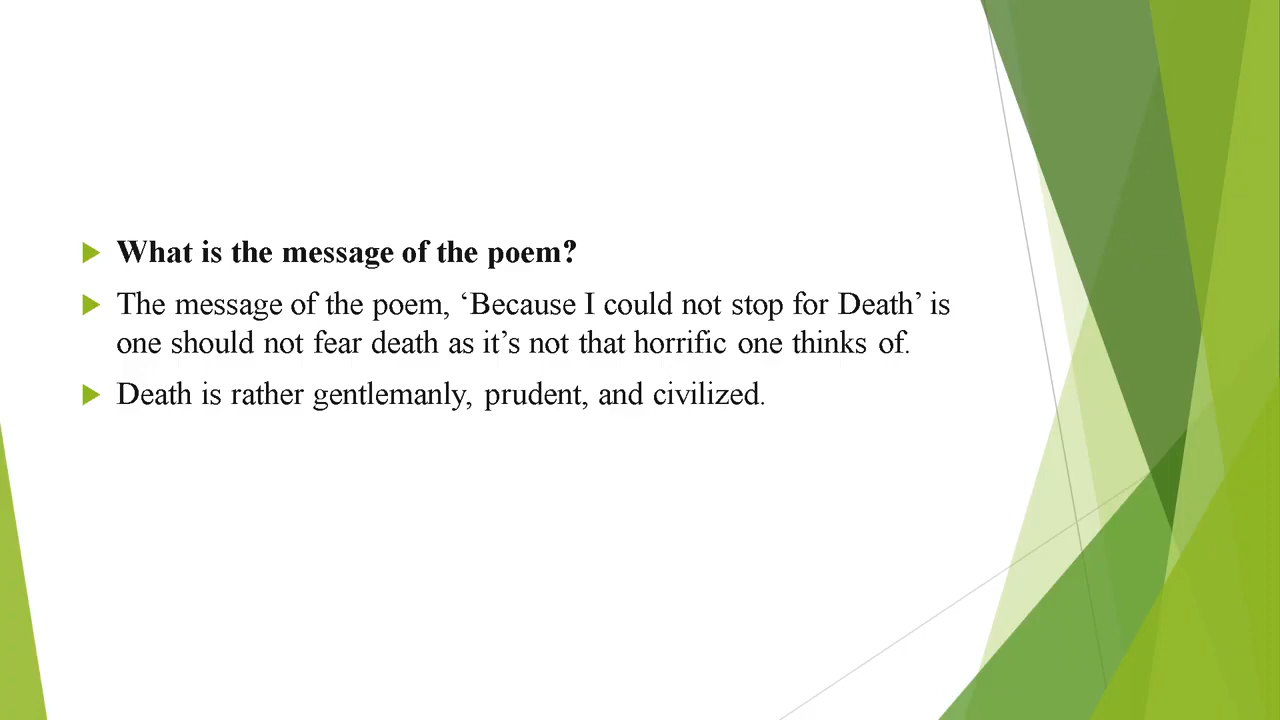 What is the message of the poem?
The message of the poem, ‘Because I could not stop for Death’ is
one should not fear death as it’s not that horrific one thinks of.
Death is rather gentlemanly, prudent, and civilized.